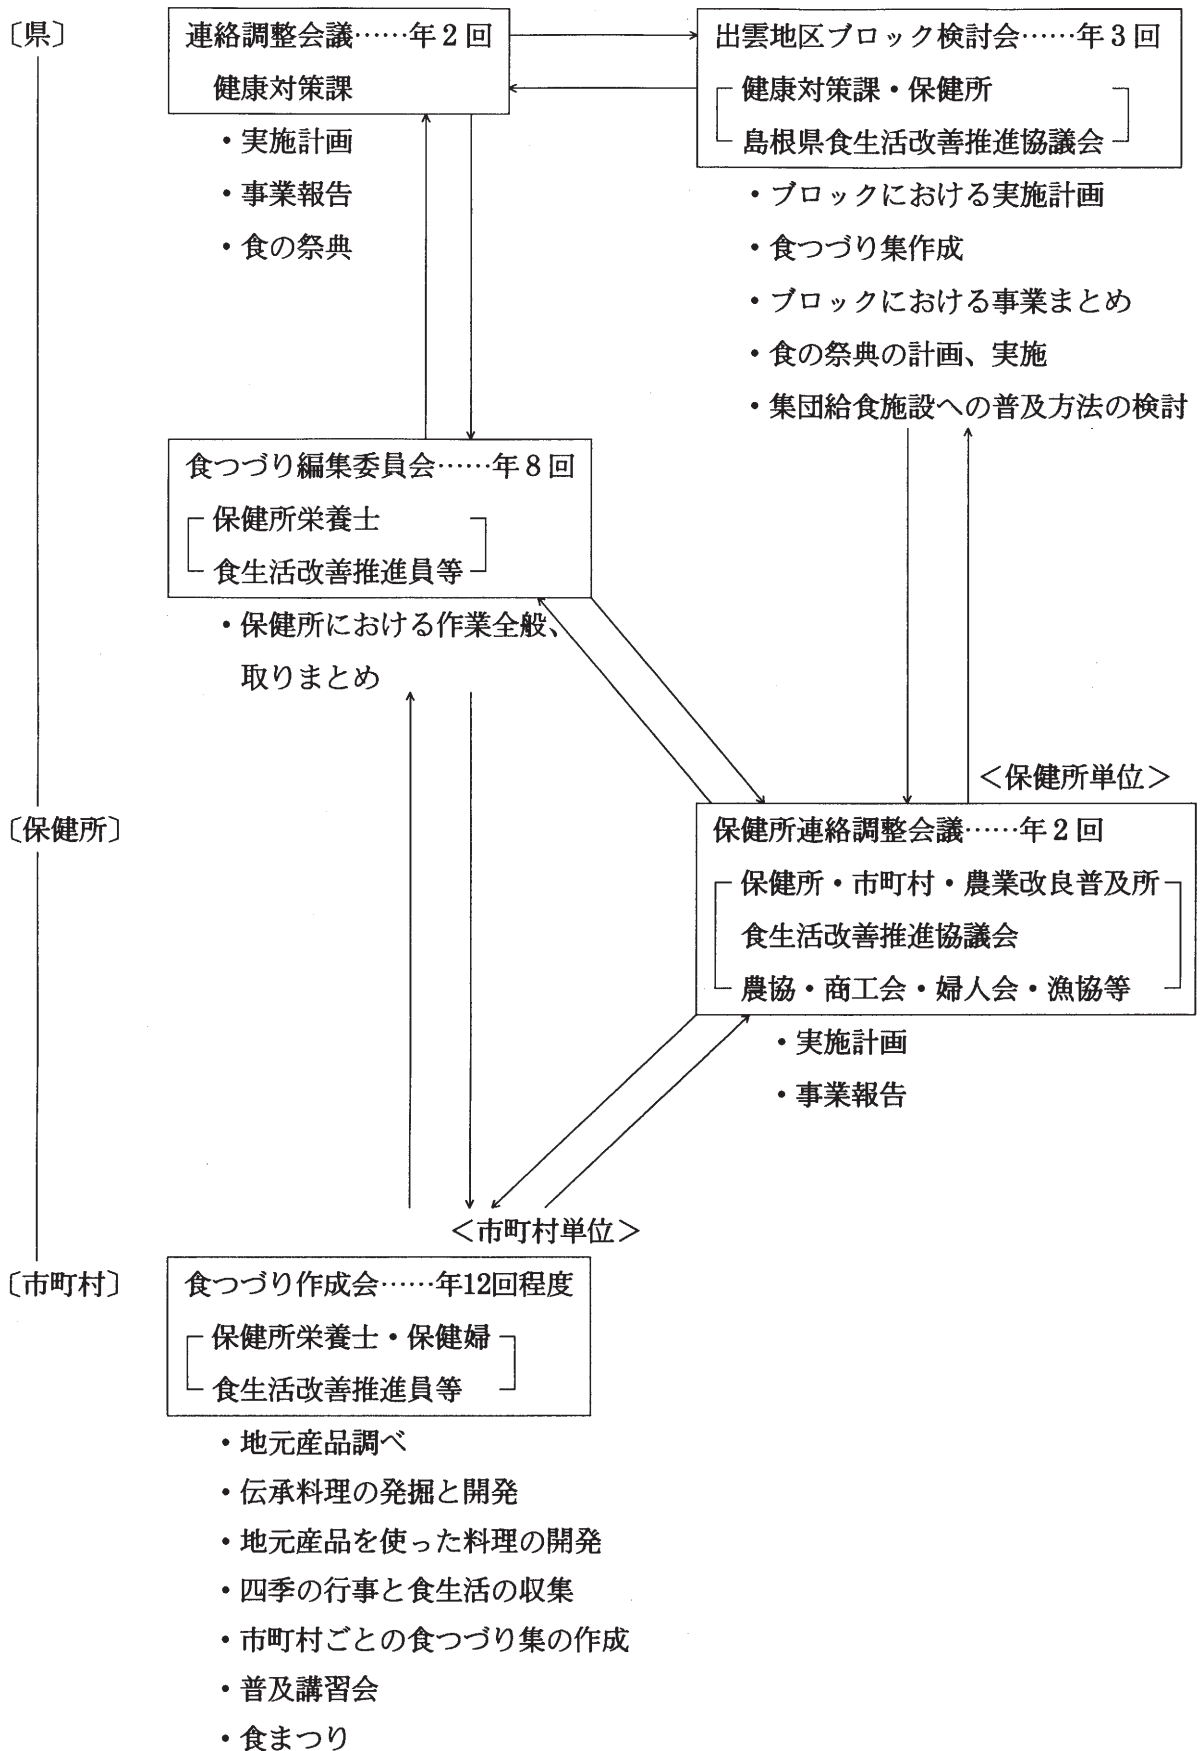 〔県〕
連絡調整会議……年2回
健康対策課
・実施計画
・事業報告
・食の祭典
出雲地区ブロック検討会……年3回
健康対策課・保健所
島根県食生活改善推進協議会
・ブロックにおける実施計画
・食つづり集作成
・ブロックにおける事業まとめ
・食の祭典の計画、実施
・集団給食施設への普及方法の検討
食つづり編集委員会……年8回
保健所栄養士
食生活改善推進員等
・保健所における作業全般、
取りまとめ
〔保健所〕
<保健所単位>
保健所連絡調整会議……年2回
保健所・市町村・農業改良普及所
食生活改善推進協議会
農協・商工会・婦人会・漁協等
・実施計画
・事業報告
<市町村単位>
〔市町村〕
食つづり作成会……年12回程度
保健所栄養士・保健婦
食生活改善推進員等
・地元産品調べ
・伝承料理の発掘と開発
・地元産品を使った料理の開発
・四季の行事と食生活の収集
・市町村ごとの食つづり集の作成
・普及講習会
・食まつり